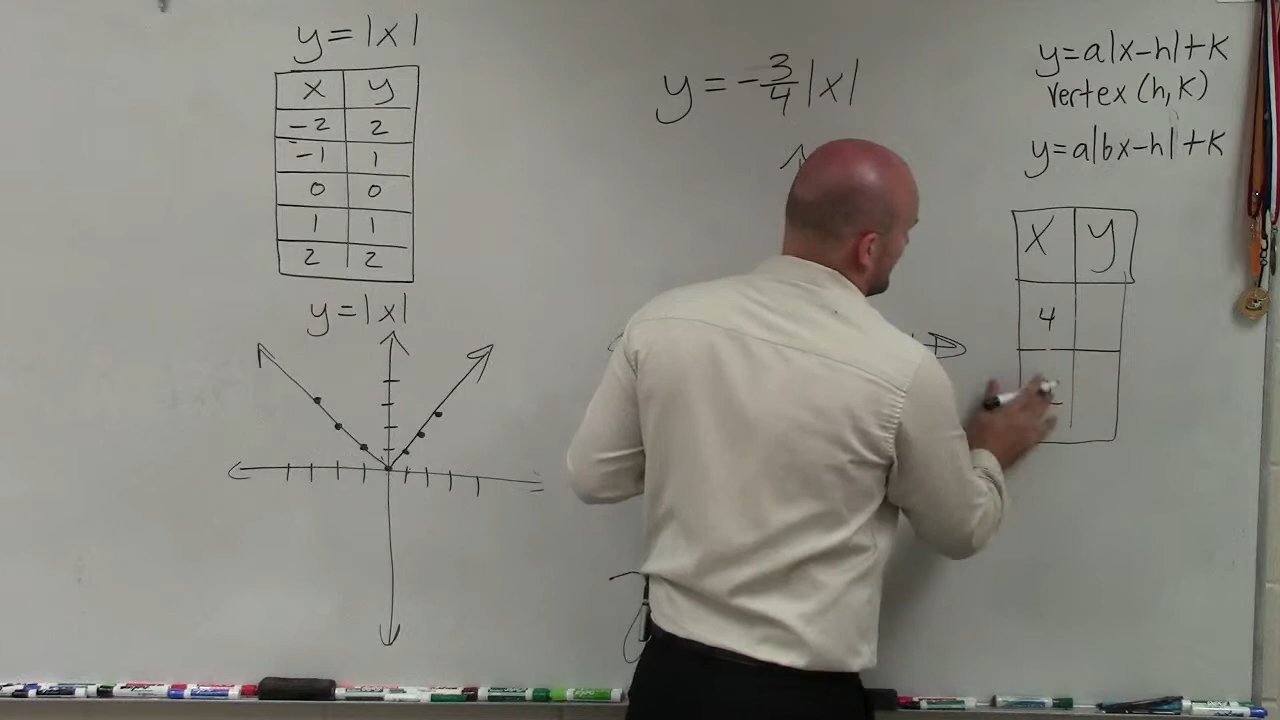 y=|x|
x y
-2 2
-1 1
0 0
1 1
2 2
y=|x|
y=-3/4|x|
y=a|x-h|+k
vertex (h,k)
y=a|bx-h|+k
x y
4